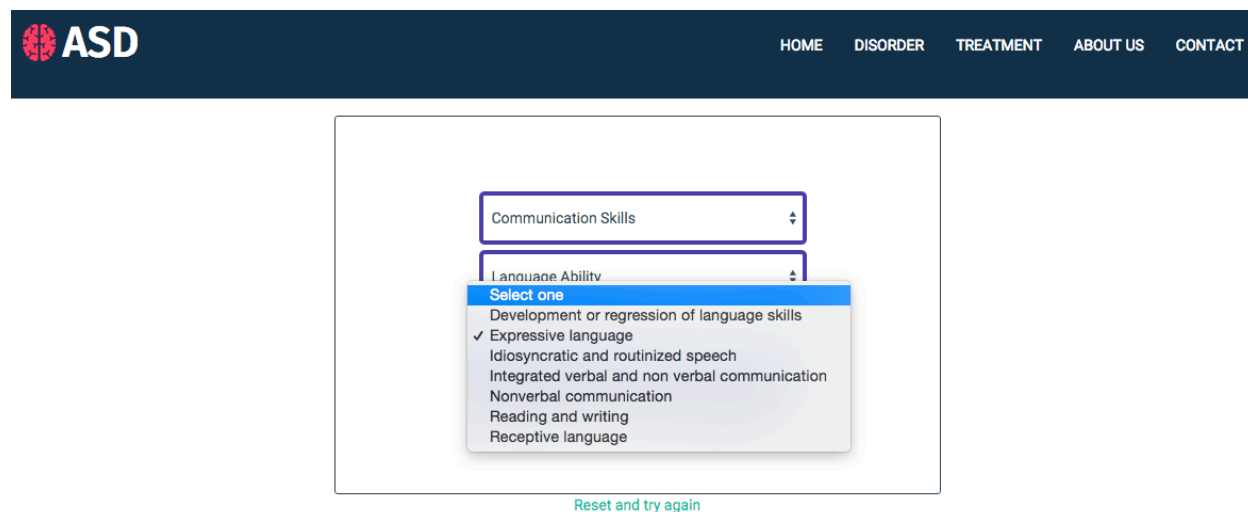 ASD
HOME DISORDER TREATMENT ABOUT US CONTACT
Communication Skills
Language Ability
Select one
Development or regression of language skills
✓ Expressive language
Idiosyncratic and routinized speech
Integrated verbal and non verbal communication
Nonverbal communication
Reading and writing
Receptive language
Reset and try again